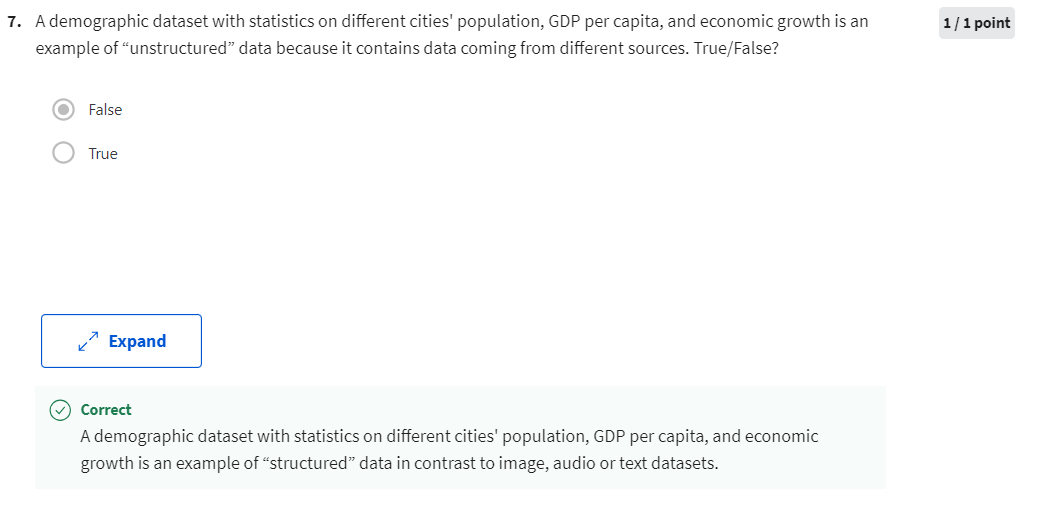 7. A demographic dataset with statistics on different cities' population, GDP per capita, and economic growth is an
1 / 1 point
example of “unstructured” data because it contains data coming from different sources. True/False?
False
True
Expand
Correct
A demographic dataset with statistics on different cities' population, GDP per capita, and economic
growth is an example of “structured” data in contrast to image, audio or text datasets.